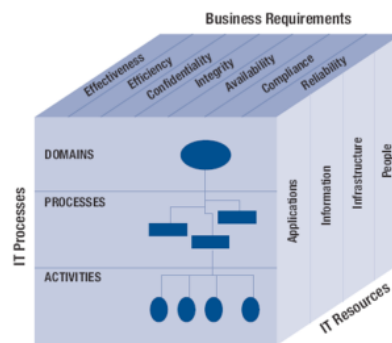 Business Requirements
Effectiveness
Efficiency
Confidentiality
Integrity
Availability
Compliance
Reliability
IT Processes
DOMAINS
PROCESSES
ACTIVITIES
Applications
Information
Infrastructure
People
IT Resources